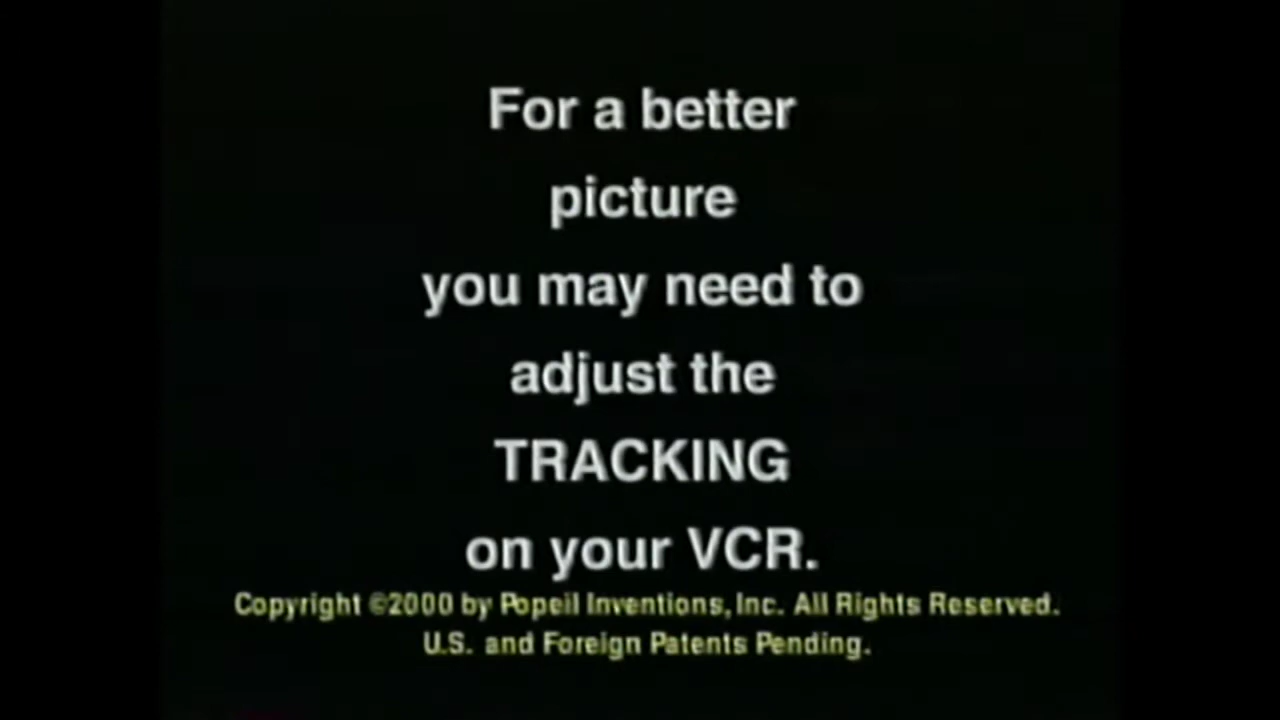 For a better
picture
you may need to
adjust the
TRACKING
on your VCR.
Copyright ©2000 by Popeil Inventions, Inc. All Rights Reserved.
U.S. and Foreign Patents Pending.